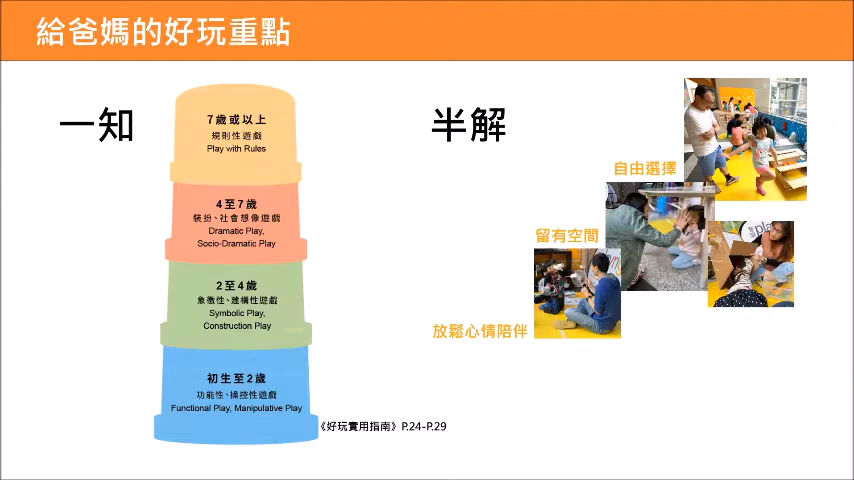 給爸媽的好玩重點
一知
7歲或以上
規則性遊戲
Play with Rules
4至7歲
裝扮、社會想像遊戲
Dramatic Play,
Socio-Dramatic Play
2至4歲
象徵性、建構性遊戲
Symbolic Play,
Construction Play
初生至2歲
功能性、操控性遊戲
Functional Play, Manipulative Play
《好玩實用指南》P.24-P.29
半解
自由選擇
留有空間
放鬆心情陪伴